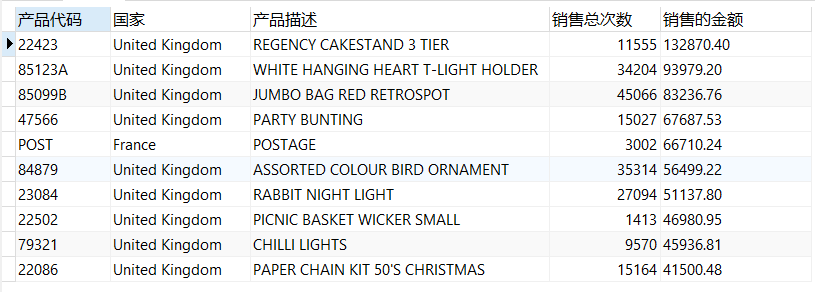 产品代码 国家 产品描述 销售总次数 销售的金额
22423 United Kingdom REGENCY CAKESTAND 3 TIER 11555 132870.40
85123A United Kingdom WHITE HANGING HEART T-LIGHT HOLDER 34204 93979.20
85099B United Kingdom JUMBO BAG RED RETROSPOT 45066 83236.76
47566 United Kingdom PARTY BUNTING 15027 67687.53
POST France POSTAGE 3002 66710.24
84879 United Kingdom ASSORTED COLOUR BIRD ORNAMENT 35314 56499.22
23084 United Kingdom RABBIT NIGHT LIGHT 27094 51137.80
22502 United Kingdom PICNIC BASKET WICKER SMALL 1413 46980.95
79321 United Kingdom CHILLI LIGHTS 9570 45936.81
22086 United Kingdom PAPER CHAIN KIT 50'S CHRISTMAS 15164 41500.48